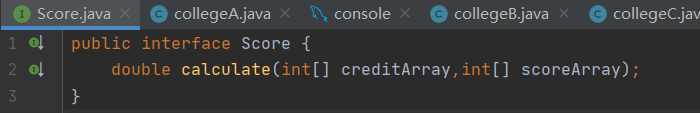 Score.java collegeA.java console collegeB.java collegeC.jav
1 public interface Score {
2 double calculate(int[] creditArray,int[] scoreArray);
3 }